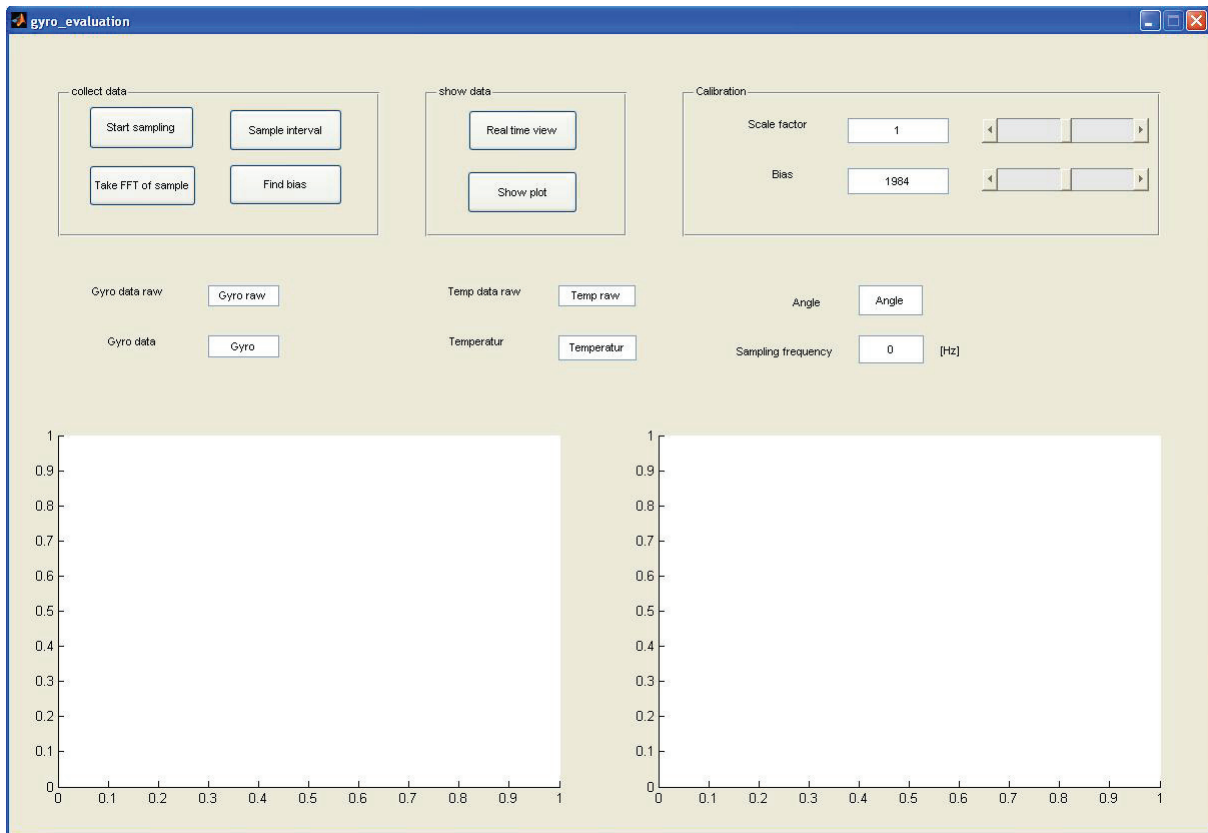 gyro_evaluation
collect data
Start sampling
Sample interval
Take FFT of sample
Find bias
show data
Real time view
Show plot
Calibration
Scale factor
1
Bias
1984
Gyro data raw
Gyro raw
Temp data raw
Temp raw
Angle
Angle
Gyro data
Gyro
Temperatur
Temperatur
Sampling frequency
0
[Hz]
1
0.9
0.8
0.7
0.6
0.5
0.4
0.3
0.2
0.1
0
0 0.1 0.2 0.3 0.4 0.5 0.6 0.7 0.8 0.9 1
1
0.9
0.8
0.7
0.6
0.5
0.4
0.3
0.2
0.1
0
0 0.1 0.2 0.3 0.4 0.5 0.6 0.7 0.8 0.9 1